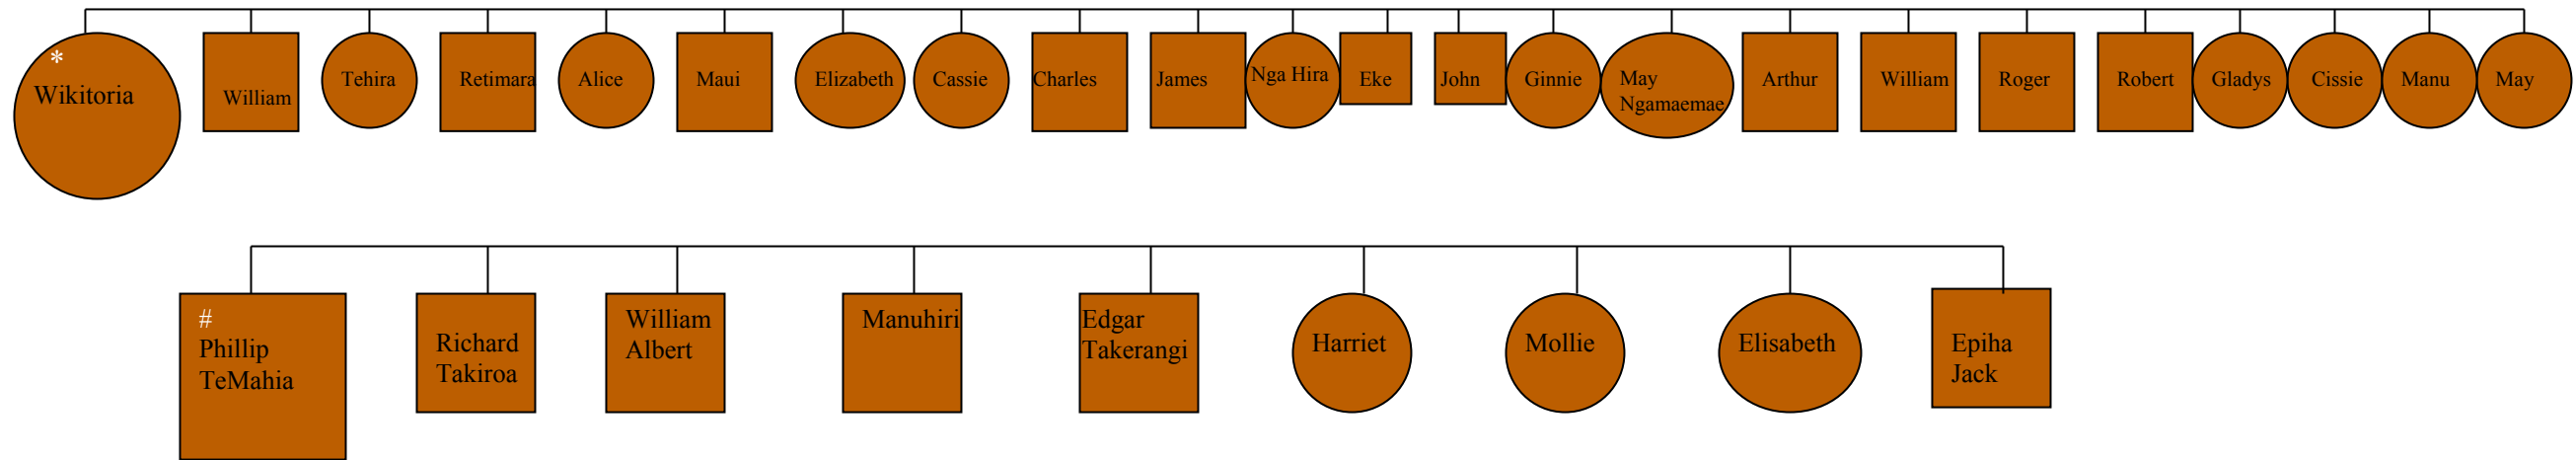 *
Wikitoria
William
Tehira
Retimara
Alice
Maui
Elizabeth
Cassie
Charles
James
Nga Hira
Eke
John
Ginnie
May
Ngamaemae
Arthur
William
Roger
Robert
Gladys
Cissie
Manu
May
#
Phillip
TeMahia
Richard
Takiroa
William
Albert
Manuhiri
Edgar
Takerangi
Harriet
Mollie
Elisabeth
Epiha
Jack